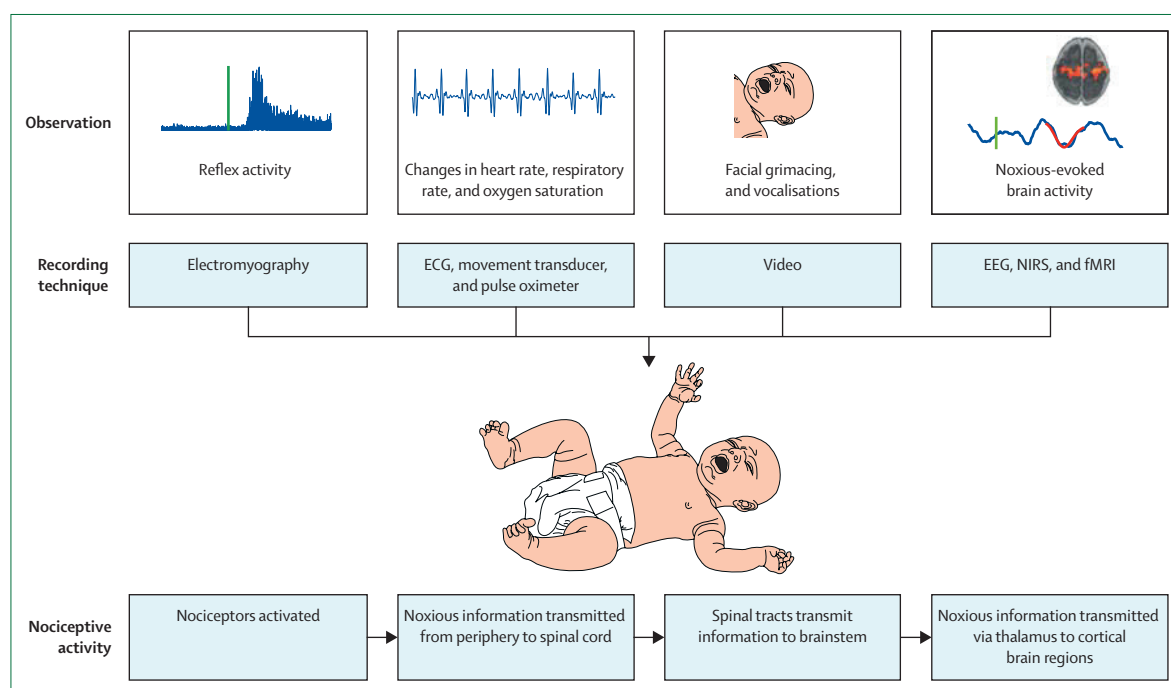 Observation
Reflex activity
Changes in heart rate, respiratory
rate, and oxygen saturation
Facial grimacing,
and vocalisations
Noxious-evoked
brain activity
Recording
technique
Electromyography
ECG, movement transducer,
and pulse oximeter
Video
EEG, NIRS, and fMRI
Nociceptive
activity
Nociceptors activated
Noxious information transmitted
from periphery to spinal cord
Spinal tracts transmit
information to brainstem
Noxious information transmitted
via thalamus to cortical
brain regions